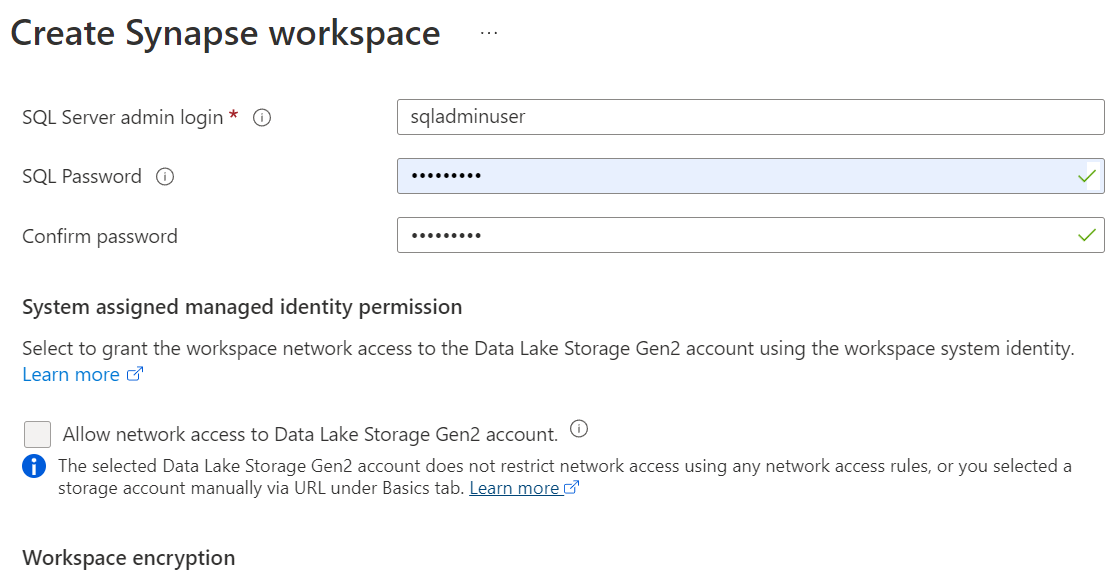 Create Synapse workspace ...
SQL Server admin login *
sqladminuser
SQL Password
•••••••••
Confirm password
•••••••••
System assigned managed identity permission
Select to grant the workspace network access to the Data Lake Storage Gen2 account using the workspace system identity.
Learn more
Allow network access to Data Lake Storage Gen2 account.
The selected Data Lake Storage Gen2 account does not restrict network access using any network access rules, or you selected a
storage account manually via URL under Basics tab. Learn more
Workspace encryption